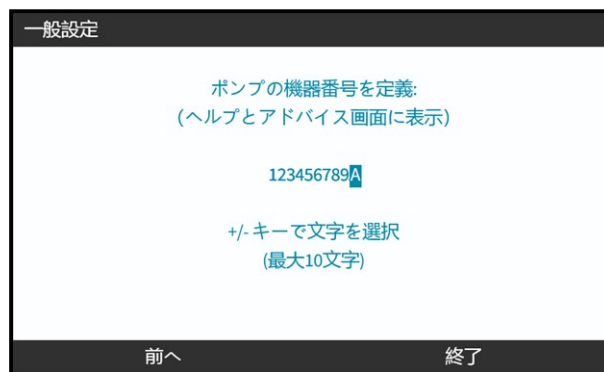 一般設定
ポンプの機器番号を定義:
(ヘルプとアドバイス画面に表示)
123456789A
+/- キーで文字を選択
(最大10文字)
前へ 終了